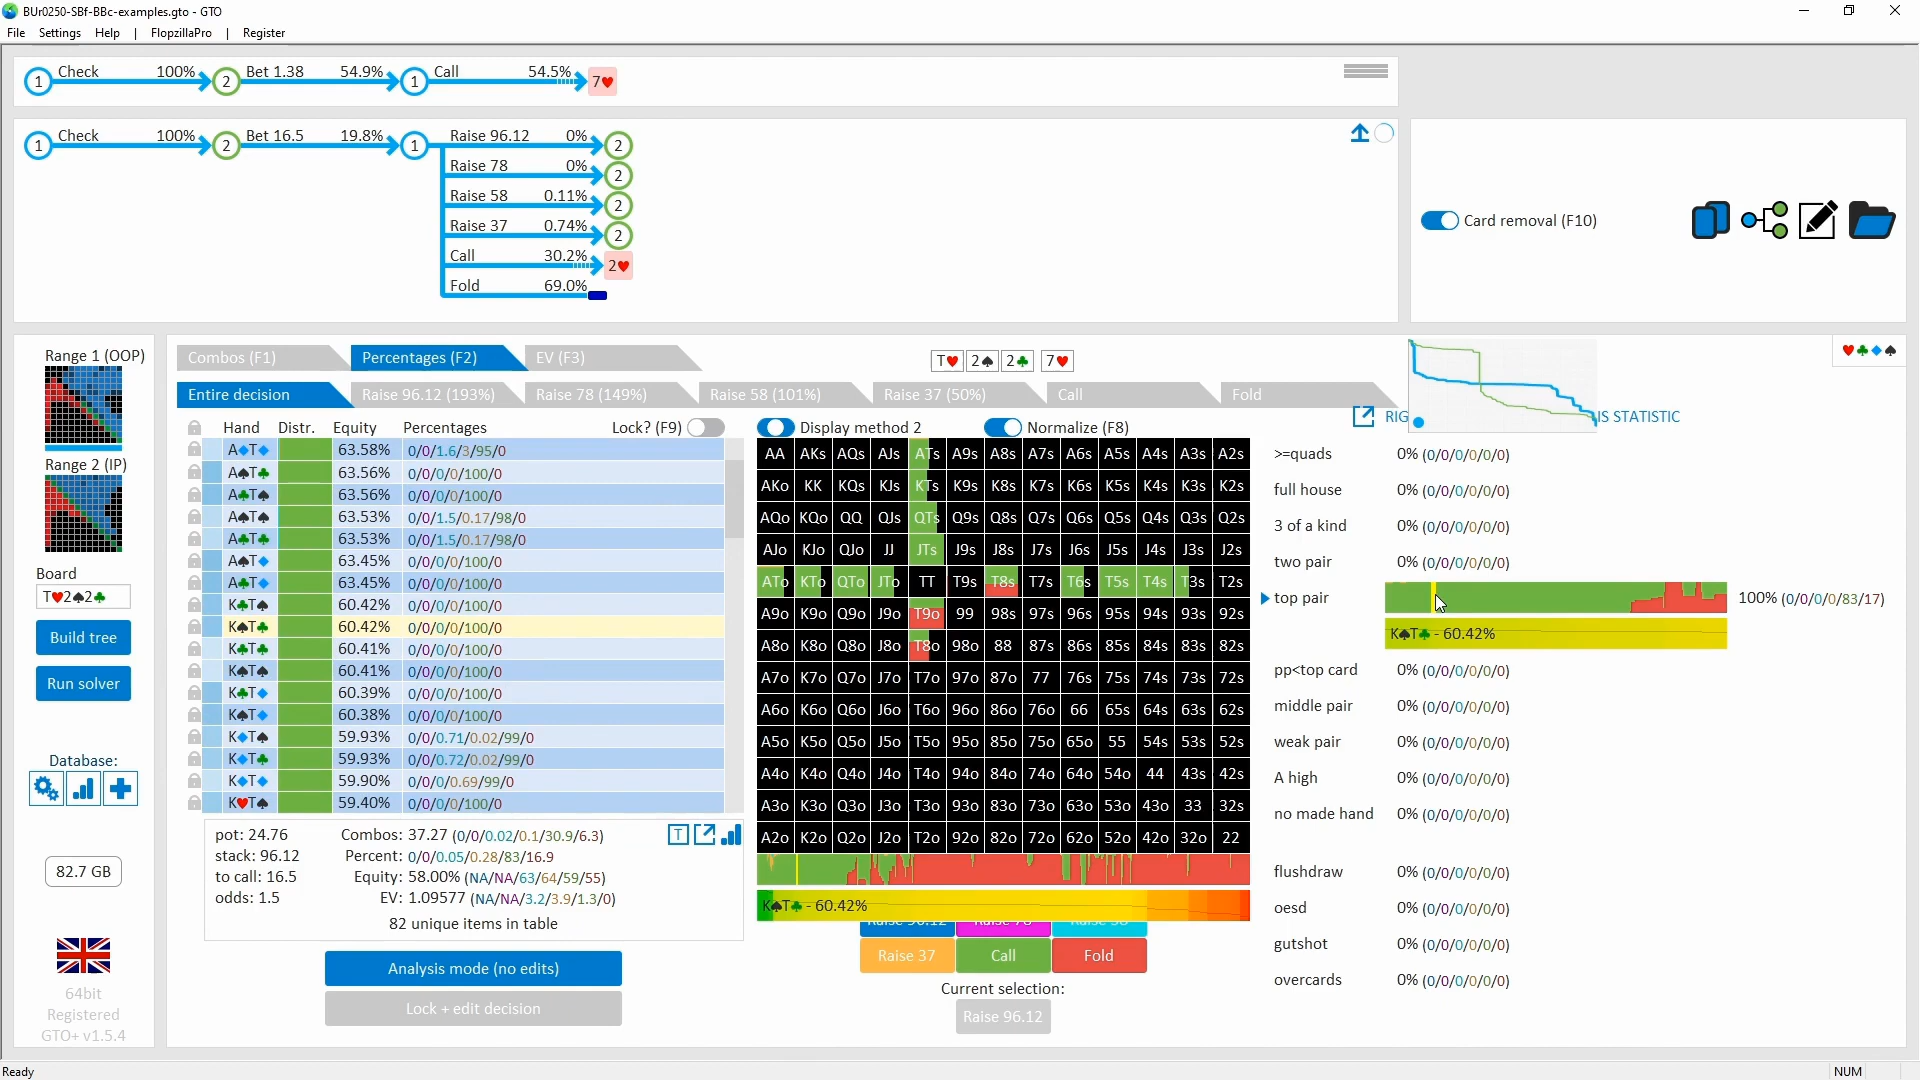 BUr0250-SBf-BBc-examples.gto - GTO
File Settings Help | FlopzillaPro | Register
1 Check 100% 2 Bet 1.38 54.9% 1 Call 54.5% 7♥
1 Check 100% 2 Bet 16.5 19.8% 1 Raise 96.12 0% 2
Raise 78 0% 2
Raise 58 0.11% 2
Raise 37 0.74% 2
Call 30.2% 2♥
Fold 69.0%
Card removal (F10)
Range 1 (OOP)
Range 2 (IP)
Board
T♥2♠2♣
Build tree
Run solver
Database:
82.7 GB
64bit
Registered
GTO+ v1.5.4
Combos (F1) Percentages (F2) EV (F3)
T♥ 2♠ 2♣ 7♥
♥♣♦♠
Entire decision Raise 96.12 (193%) Raise 78 (149%) Raise 58 (101%) Raise 37 (50%) Call Fold
RIG IS STATISTIC
Hand Distr. Equity Percentages Lock? (F9)
A♦T♦ 63.58% 0/0/1.6/3/95/0
A♠T♣ 63.56% 0/0/0/0/100/0
A♣T♠ 63.56% 0/0/0/0/100/0
A♠T♠ 63.53% 0/0/1.5/0.17/98/0
A♣T♣ 63.53% 0/0/1.5/0.17/98/0
A♠T♦ 63.45% 0/0/0/0/100/0
A♣T♦ 63.45% 0/0/0/0/100/0
K♣T♠ 60.42% 0/0/0/0/100/0
K♠T♣ 60.42% 0/0/0/0/100/0
K♣T♣ 60.41% 0/0/0/0/100/0
K♠T♠ 60.41% 0/0/0/0/100/0
K♣T♦ 60.39% 0/0/0/0/100/0
K♠T♦ 60.38% 0/0/0/0/100/0
K♦T♠ 59.93% 0/0/0.71/0.02/99/0
K♦T♣ 59.93% 0/0/0.72/0.02/99/0
K♦T♦ 59.90% 0/0/0/0.69/99/0
K♥T♠ 59.40% 0/0/0/0/100/0
pot: 24.76
stack: 96.12
to call: 16.5
odds: 1.5
Combos: 37.27 (0/0/0.02/0.1/30.9/6.3)
Percent: 0/0/0.05/0.28/83/16.9
Equity: 58.00% (NA/NA/63/64/59/55)
EV: 1.09577 (NA/NA/3.2/3.9/1.3/0)
82 unique items in table
T
Analysis mode (no edits)
Lock + edit decision
Display method 2 Normalize (F8)
AA AKs AQs AJs ATs A9s A8s A7s A6s A5s A4s A3s A2s
AKo KK KQs KJs KTs K9s K8s K7s K6s K5s K4s K3s K2s
AQo KQo QQ QJs QTs Q9s Q8s Q7s Q6s Q5s Q4s Q3s Q2s
AJo KJo QJo JJ JTs J9s J8s J7s J6s J5s J4s J3s J2s
ATo KTo QTo JTo TT T9s T8s T7s T6s T5s T4s T3s T2s
A9o K9o Q9o J9o T9o 99 98s 97s 96s 95s 94s 93s 92s
A8o K8o Q8o J8o T8o 98o 88 87s 86s 85s 84s 83s 82s
A7o K7o Q7o J7o T7o 97o 87o 77 76s 75s 74s 73s 72s
A6o K6o Q6o J6o T6o 96o 86o 76o 66 65s 64s 63s 62s
A5o K5o Q5o J5o T5o 95o 85o 75o 65o 55 54s 53s 52s
A4o K4o Q4o J4o T4o 94o 84o 74o 64o 54o 44 43s 42s
A3o K3o Q3o J3o T3o 93o 83o 73o 63o 53o 43o 33 32s
A2o K2o Q2o J2o T2o 92o 82o 72o 62o 52o 42o 32o 22
K♠T♣ - 60.42%
Raise 96.12 Raise 78 Raise 58
Raise 37 Call Fold
Current selection:
Raise 96.12
>=quads 0% (0/0/0/0/0/0)
full house 0% (0/0/0/0/0/0)
3 of a kind 0% (0/0/0/0/0/0)
two pair 0% (0/0/0/0/0/0)
top pair 100% (0/0/0/0/83/17)
K♠T♣ - 60.42%
pp<top card 0% (0/0/0/0/0/0)
middle pair 0% (0/0/0/0/0/0)
weak pair 0% (0/0/0/0/0/0)
A high 0% (0/0/0/0/0/0)
no made hand 0% (0/0/0/0/0/0)
flushdraw 0% (0/0/0/0/0/0)
oesd 0% (0/0/0/0/0/0)
gutshot 0% (0/0/0/0/0/0)
overcards 0% (0/0/0/0/0/0)
Ready NUM